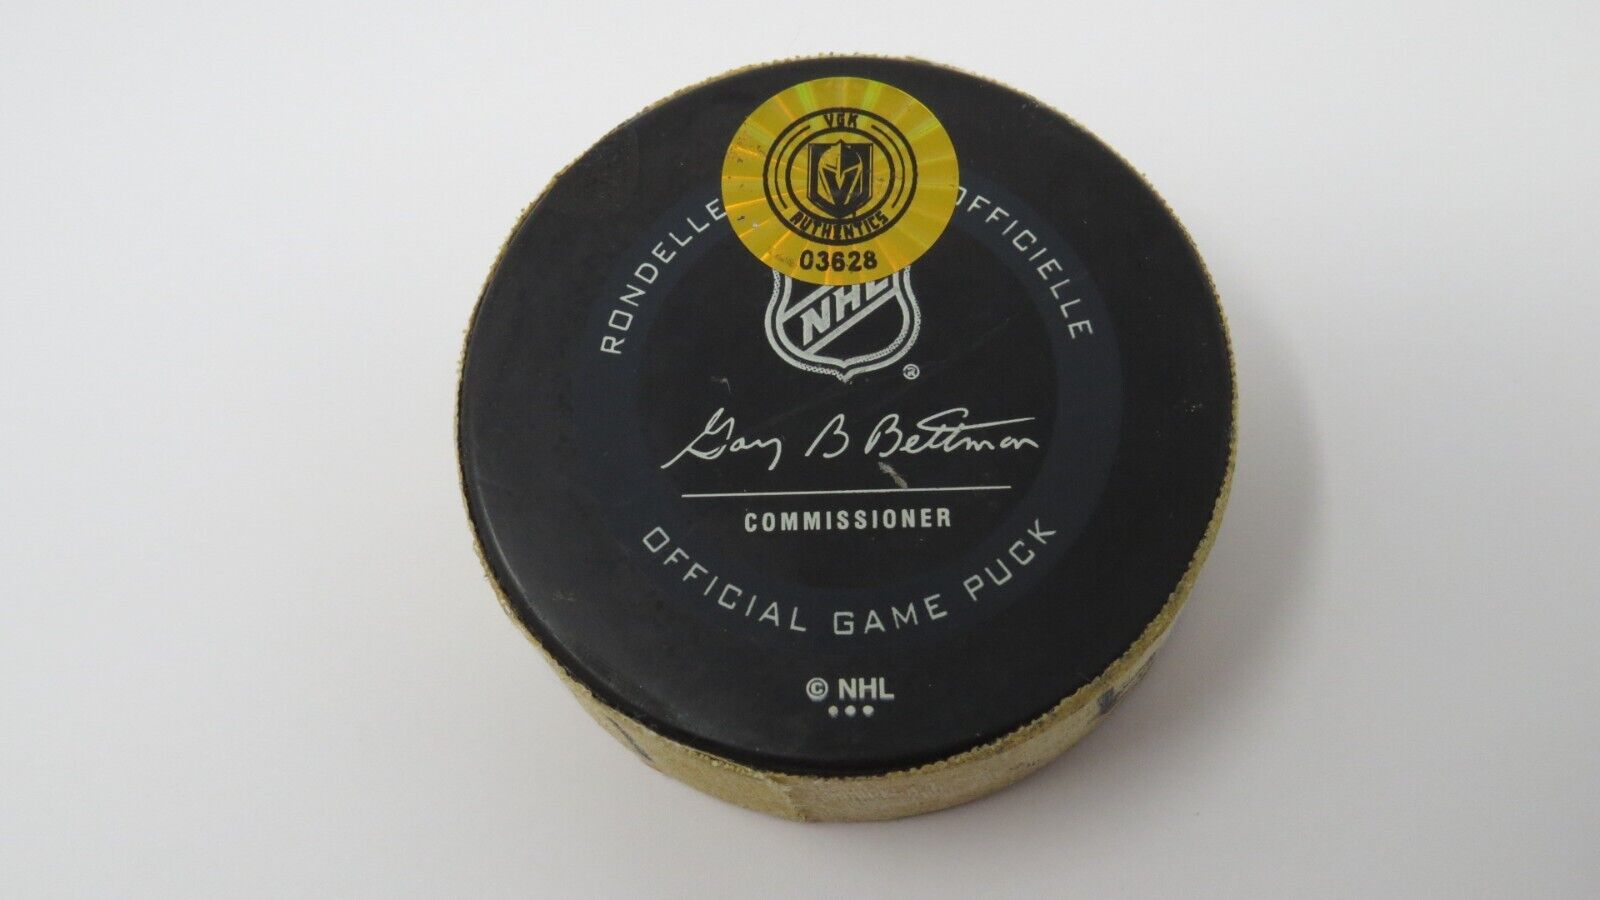 VGK
AUTHENTICS
03628
RONDELLE OFFICIELLE
NHL
Gary B Bettman
COMMISSIONER
OFFICIAL GAME PUCK
© NHL